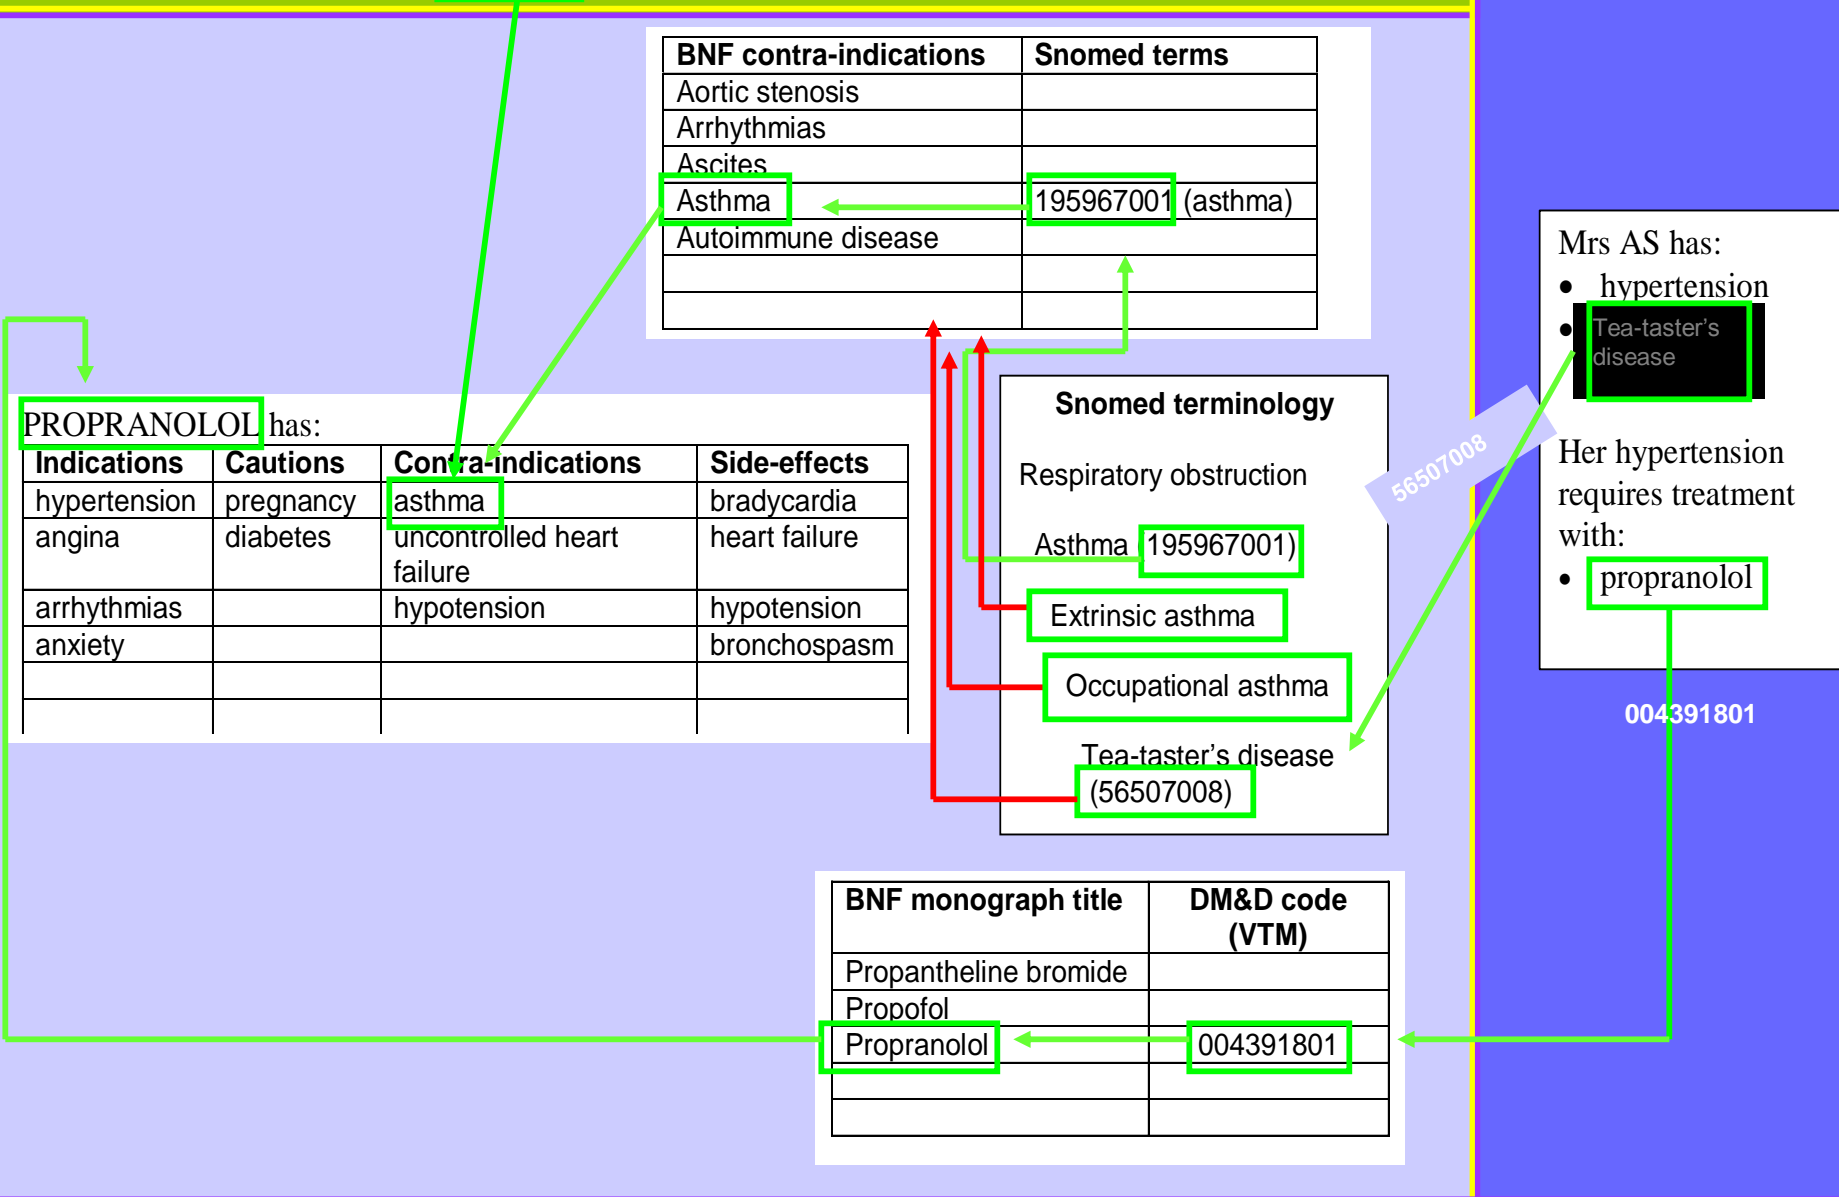 BNF contra-indications Snomed terms
Aortic stenosis
Arrhythmias
Ascites
Asthma 195967001 (asthma)
Autoimmune disease
PROPRANOLOL has:
Indications Cautions Contra-indications Side-effects
hypertension pregnancy asthma bradycardia
angina diabetes uncontrolled heart heart failure
failure
arrhythmias hypotension hypotension
anxiety bronchospasm
Snomed terminology
Respiratory obstruction
Asthma (195967001)
Extrinsic asthma
Occupational asthma
Tea-taster’s disease
(56507008)
56507008
Mrs AS has:
• hypertension
• Tea-taster’s
disease
Her hypertension
requires treatment
with:
• propranolol
004391801
BNF monograph title DM&D code
(VTM)
Propantheline bromide
Propofol
Propranolol 004391801